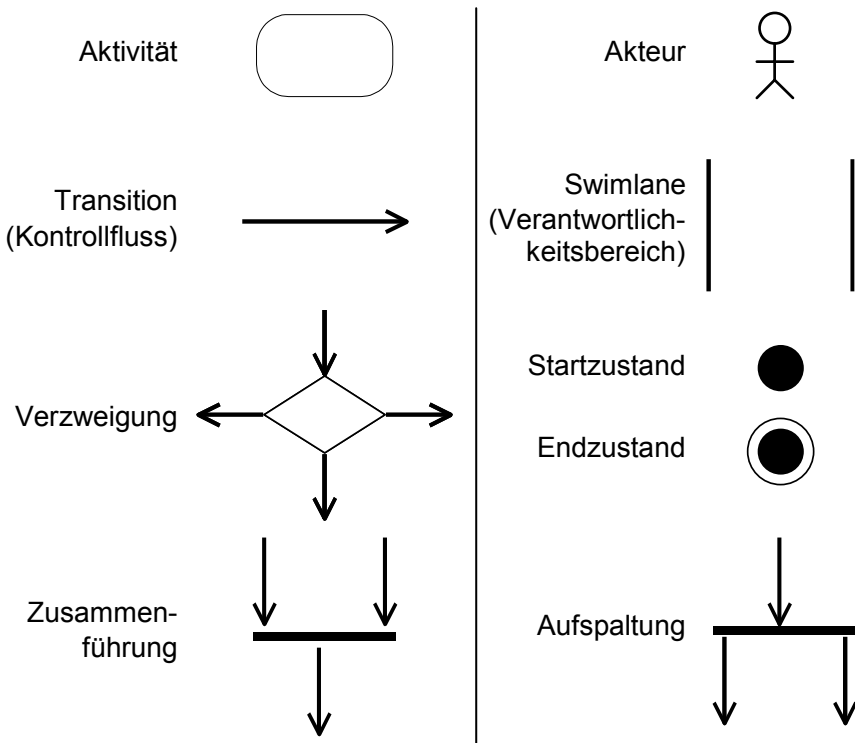 Aktivität
Transition
(Kontrollfluss)
Verzweigung
Zusammen-
führung
Akteur
Swimlane
(Verantwortlich-
keitsbereich)
Startzustand
Endzustand
Aufspaltung